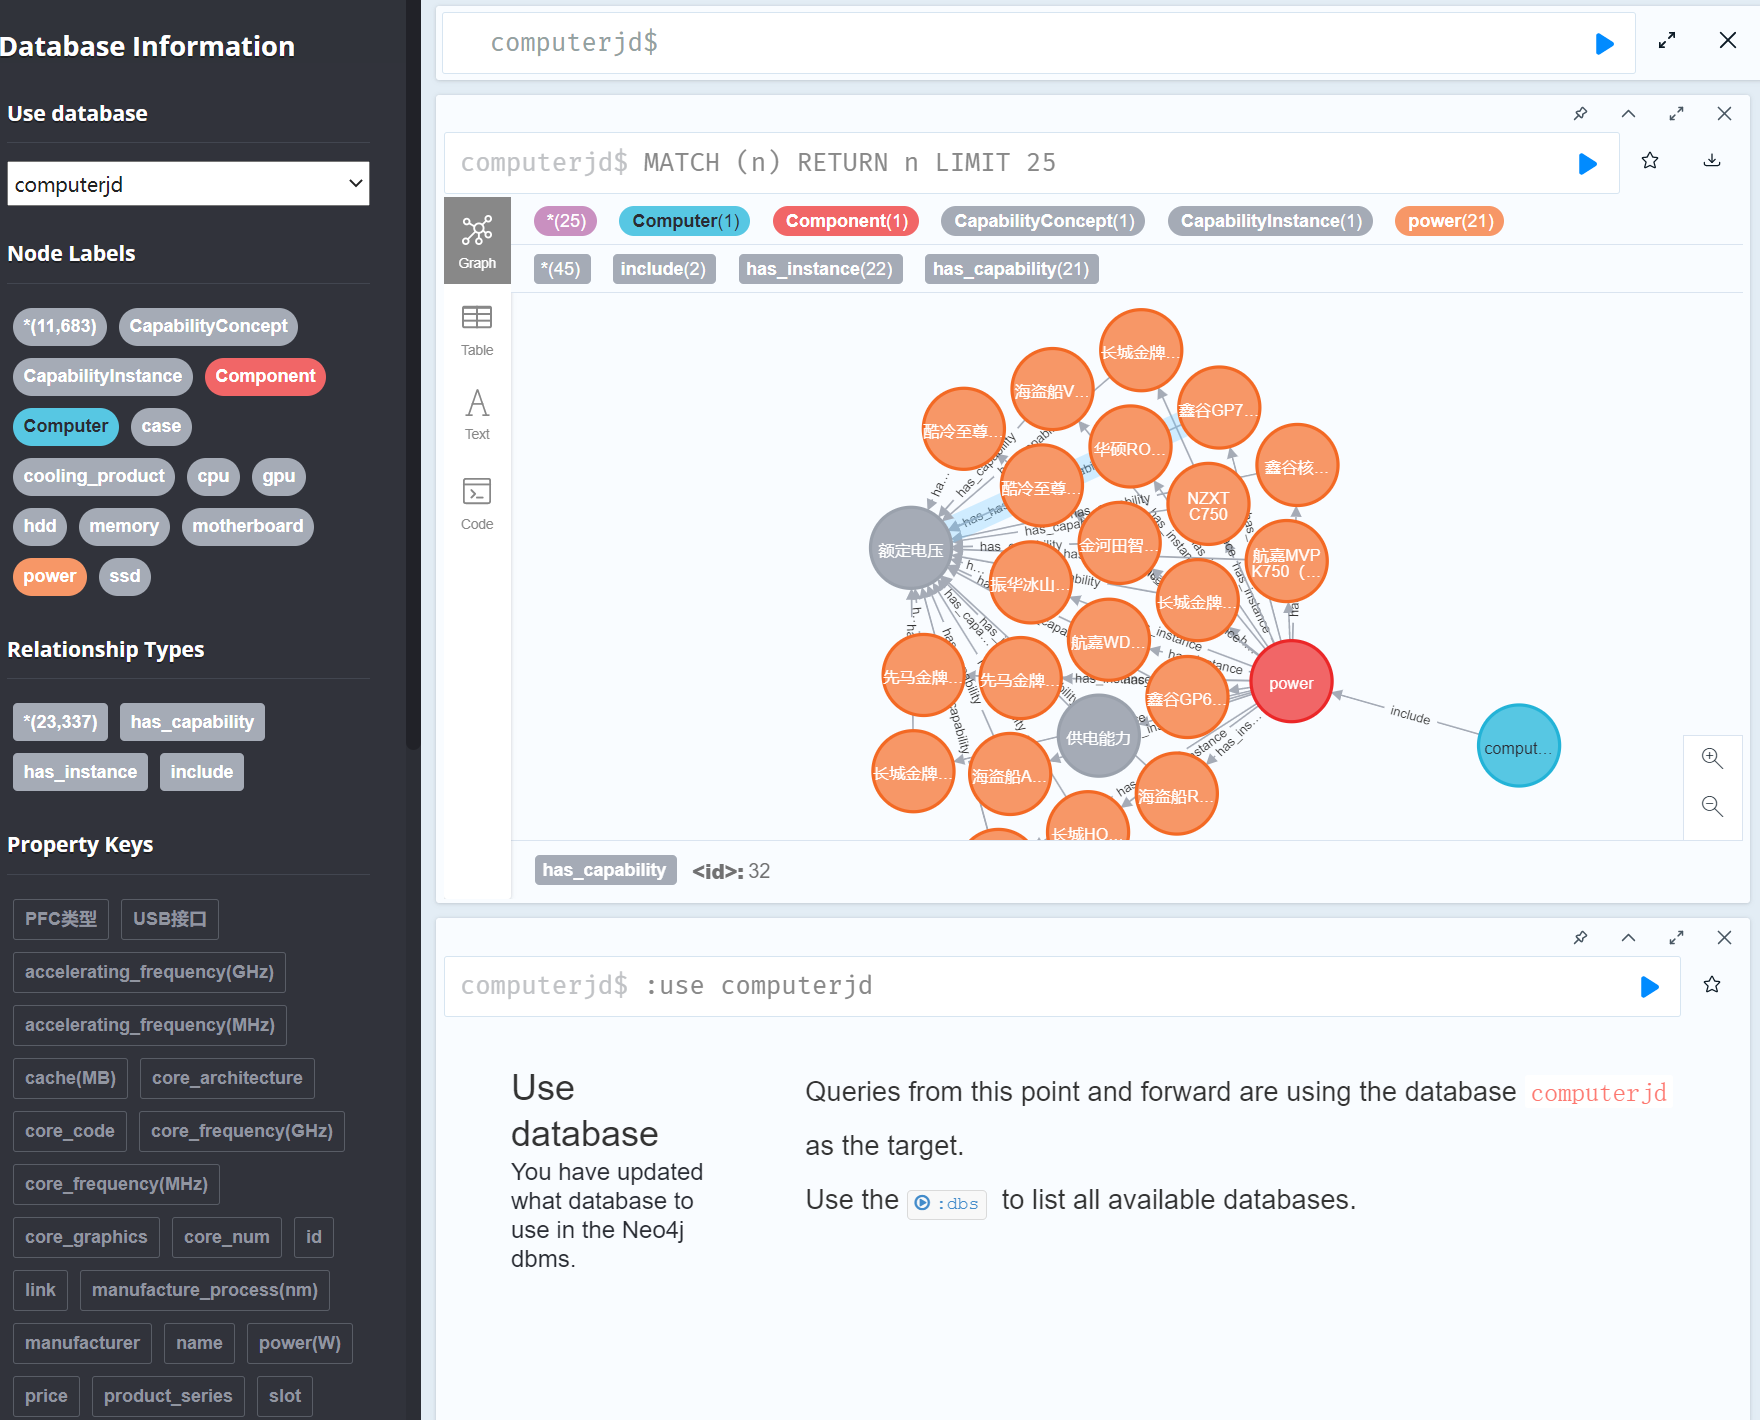 Database Information
Use database
computerjd
Node Labels
*(11,683) CapabilityConcept
CapabilityInstance Component
Computer case
cooling_product cpu gpu
hdd memory motherboard
power ssd
Relationship Types
*(23,337) has_capability
has_instance include
Property Keys
PFC类型 USB接口
accelerating_frequency(GHz)
accelerating_frequency(MHz)
cache(MB) core_architecture
core_code core_frequency(GHz)
core_frequency(MHz)
core_graphics core_num id
link manufacture_process(nm)
manufacturer name power(W)
price product_series slot
computerjd$
computerjd$ MATCH (n) RETURN n LIMIT 25
Graph
Table
Text
Code
*(25) Computer(1) Component(1) CapabilityConcept(1) CapabilityInstance(1) power(21)
*(45) include(2) has_instance(22) has_capability(21)
长城金牌...
海盗船V...
鑫谷GP7...
酷冷至尊...
华硕RO...
鑫谷核...
酷冷至尊...
NZXT
C750
额定电压
金河田智...
航嘉MVP
K750（...
振华冰山...
长城金牌...
航嘉WD...
先马金牌...
先马金牌...
power
鑫谷GP6...
include
供电能力
comput...
长城金牌...
海盗船A...
海盗船R...
长城HO...
has_capability <id>: 32
computerjd$ :use computerjd
Use
database
You have updated
what database to
use in the Neo4j
dbms.
Queries from this point and forward are using the database computerjd
as the target.
Use the :dbs to list all available databases.